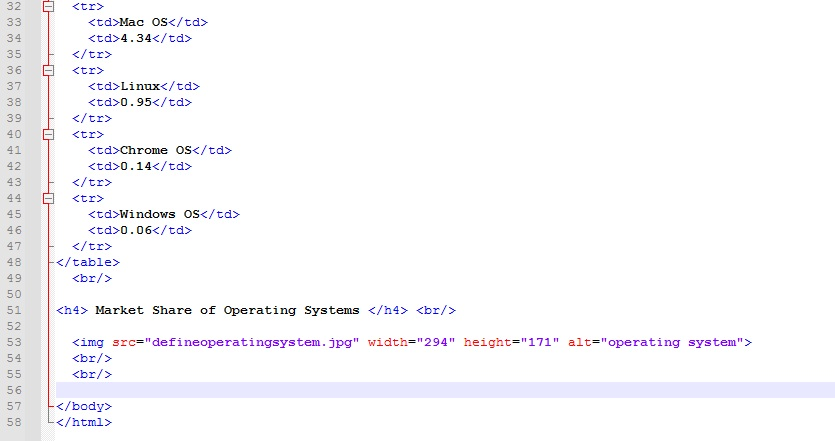 32 <tr>
33 <td>Mac OS</td>
34 <td>4.34</td>
35 </tr>
36 <tr>
37 <td>Linux</td>
38 <td>0.95</td>
39 </tr>
40 <tr>
41 <td>Chrome OS</td>
42 <td>0.14</td>
43 </tr>
44 <tr>
45 <td>Windows OS</td>
46 <td>0.06</td>
47 </tr>
48 </table>
49 <br/>
50
51 <h4> Market Share of Operating Systems </h4> <br/>
52
53 <img src="defineoperatingsystem.jpg" width="294" height="171" alt="operating system">
54 <br/>
55 <br/>
56
57 </body>
58 </html>